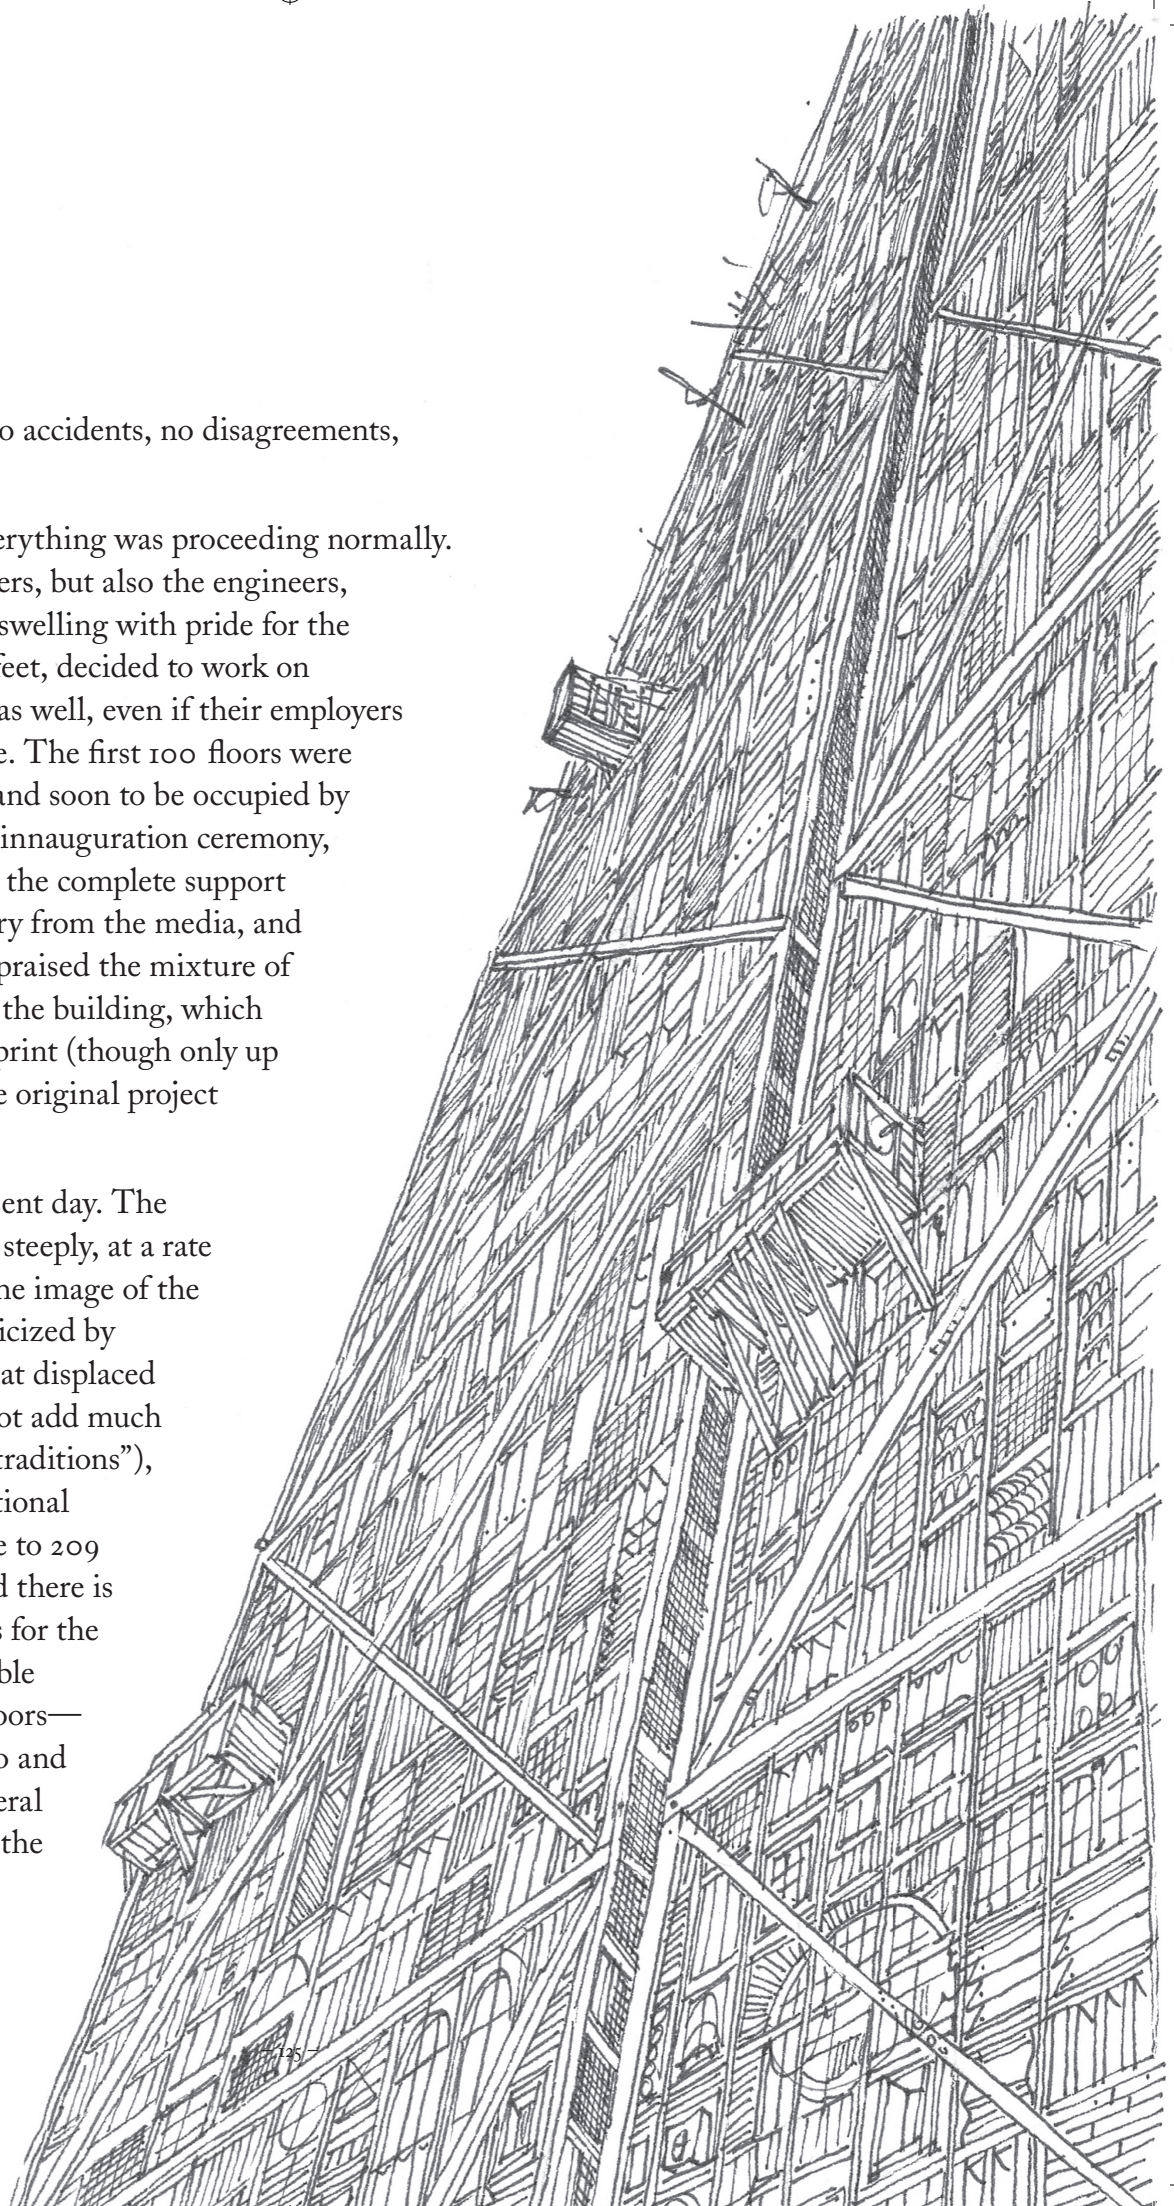 o accidents, no disagreements,
erything was proceeding normally.
ers, but also the engineers,
swelling with pride for the
feet, decided to work on
as well, even if their employers
e. The first 100 floors were
and soon to be occupied by
innauguration ceremony,
the complete support
ry from the media, and
praised the mixture of
the building, which
print (though only up
e original project
ent day. The
steeply, at a rate
ne image of the
icized by
at displaced
ot add much
traditions”),
tional
e to 209
d there is
s for the
ble
oors—
o and
eral
the
– 125 –